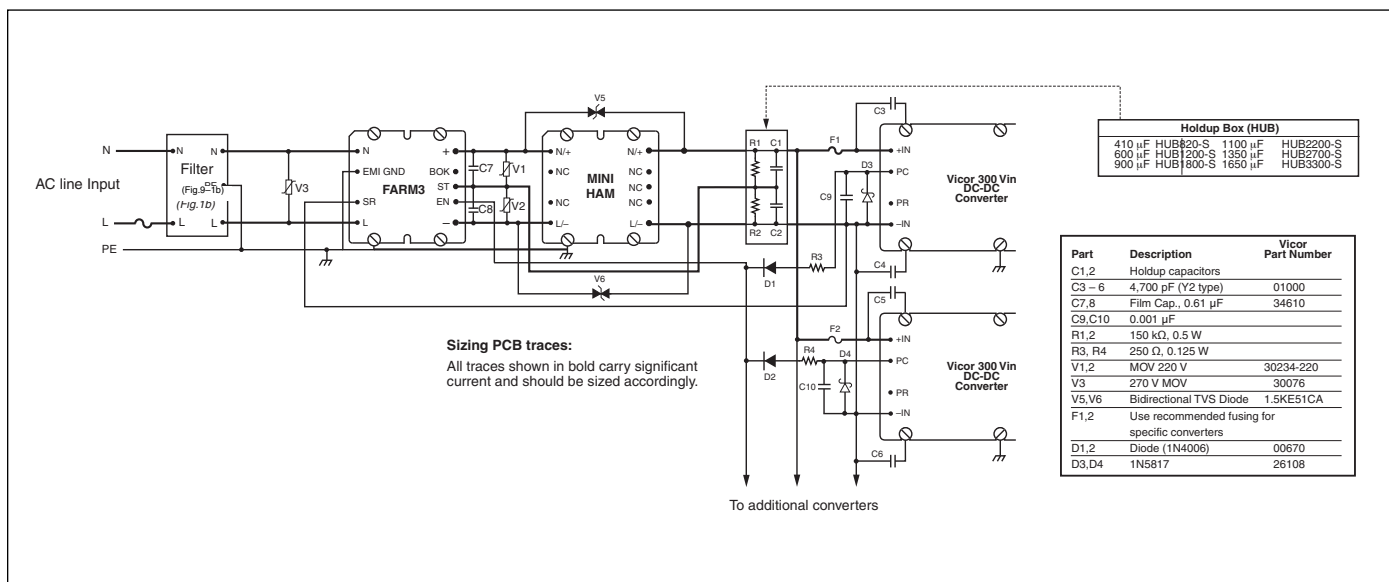 V5
C3
F1
Holdup Box (HUB)
410 μF HUB820-S 1100 μF HUB2200-S
600 μF HUB1200-S 1350 μF HUB2700-S
900 μF HUB1800-S 1650 μF HUB3300-S
N
N
N
Filter
(Fig.9–1b)
PE
(Fig.1b)
L
L
L
AC line Input
PE
V3
N
EMI GND
SR
L
FARM3
+
BOK
ST
EN
–
C7
V1
C8
V2
N/+
NC
NC
L/–
MINI
HAM
N/+
NC
NC
NC
L/–
R1
C1
R2
C2
C9
D3
+IN
PC
PR
–IN
Vicor 300 Vin
DC-DC
Converter
V6
D1
R3
C4
C5
F2
D2
R4
D4
C10
+IN
PC
PR
–IN
Vicor 300 Vin
DC-DC
Converter
C6
Sizing PCB traces:
All traces shown in bold carry significant
current and should be sized accordingly.
To additional converters
Vicor
Part Description Part Number
C1,2 Holdup capacitors
C3 – 6 4,700 pF (Y2 type) 01000
C7,8 Film Cap., 0.61 μF 34610
C9,C10 0.001 μF
R1,2 150 kΩ, 0.5 W
R3, R4 250 Ω, 0.125 W
V1,2 MOV 220 V 30234-220
V3 270 V MOV 30076
V5,V6 Bidirectional TVS Diode 1.5KE51CA
F1,2 Use recommended fusing for
specific converters
D1,2 Diode (1N4006) 00670
D3,D4 1N5817 26108